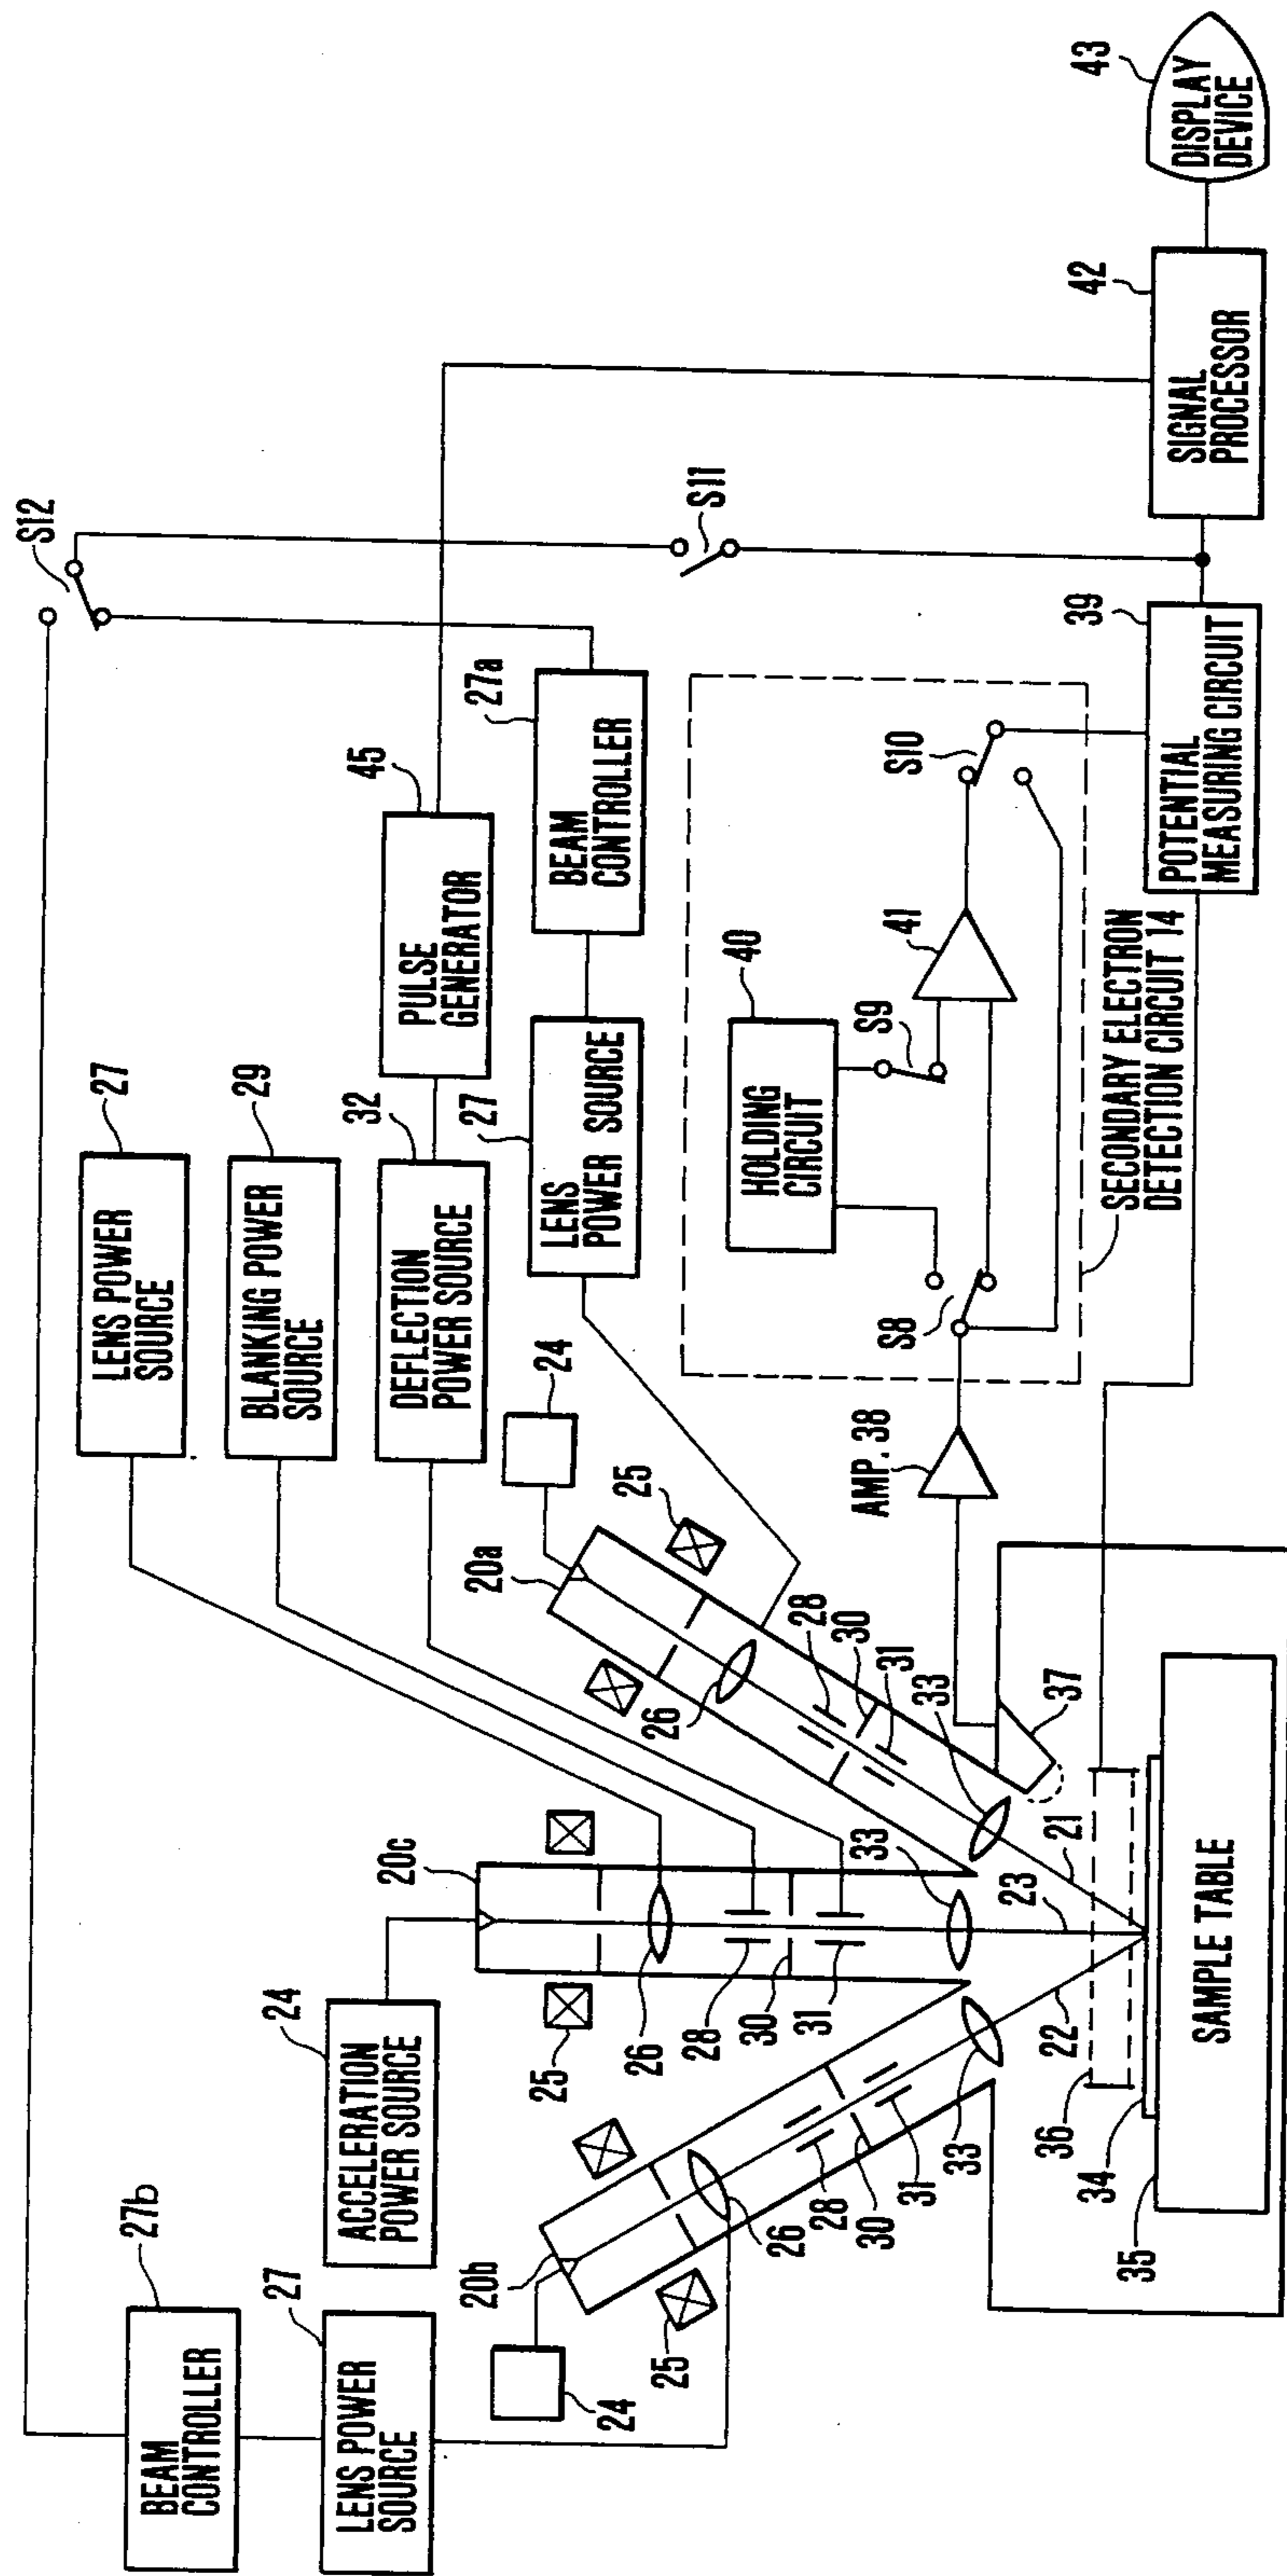 27b
BEAM
CONTROLLER
27
LENS POWER
SOURCE
24
ACCELERATION
POWER SOURCE
27
LENS POWER
SOURCE
29
BLANKING POWER
SOURCE
32
DEFLECTION
POWER SOURCE
45
PULSE
GENERATOR
27
LENS
POWER SOURCE
27a
BEAM
CONTROLLER
S12
S11
24
20b
25
25
26
28
30
31
33
20c
25
25
26
28
30
31
33
24
20a
25
26
28
30
31
33
37
22
23
21
36
34
35
SAMPLE TABLE
AMP. 38
S8
HOLDING
CIRCUIT
40
S9
41
S10
SECONDARY ELECTRON
DETECTION CIRCUIT 14
POTENTIAL
MEASURING CIRCUIT
39
SIGNAL
PROCESSOR
42
DISPLAY
DEVICE
43